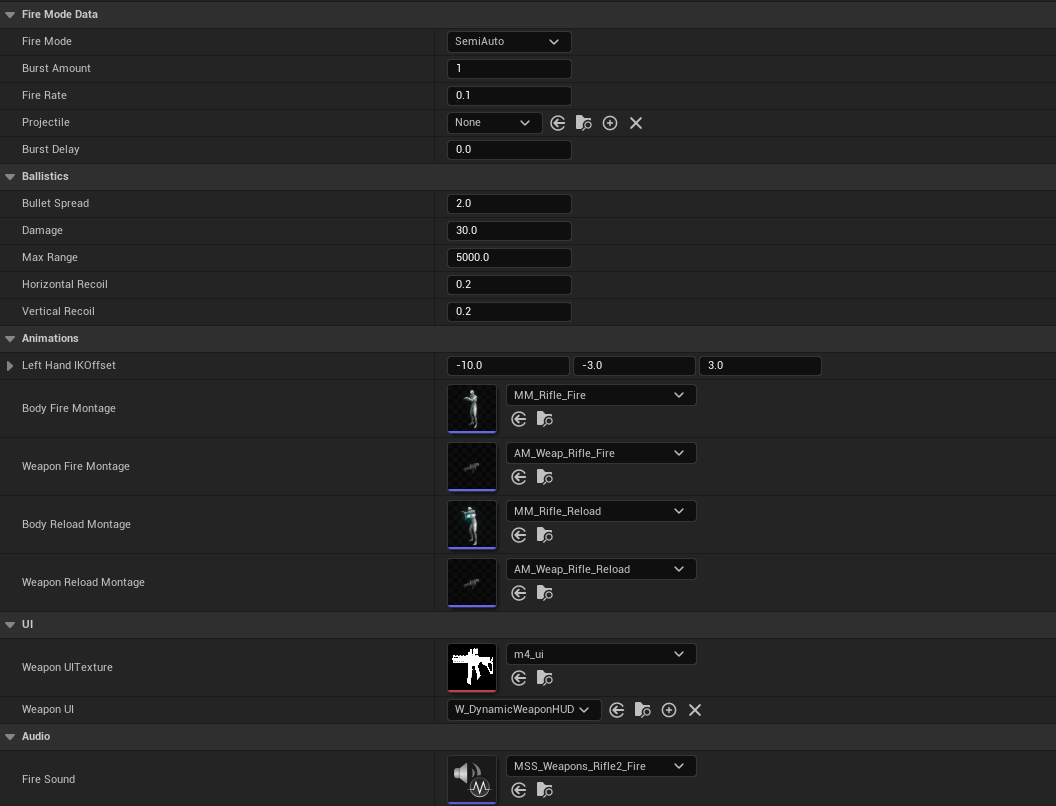 Fire Mode Data
Fire Mode SemiAuto
Burst Amount 1
Fire Rate 0.1
Projectile None
Burst Delay 0.0
Ballistics
Bullet Spread 2.0
Damage 30.0
Max Range 5000.0
Horizontal Recoil 0.2
Vertical Recoil 0.2
Animations
Left Hand IKOffset -10.0 -3.0 3.0
Body Fire Montage MM_Rifle_Fire
Weapon Fire Montage AM_Weap_Rifle_Fire
Body Reload Montage MM_Rifle_Reload
Weapon Reload Montage AM_Weap_Rifle_Reload
UI
Weapon UITexture m4_ui
Weapon UI W_DynamicWeaponHUD
Audio
Fire Sound MSS_Weapons_Rifle2_Fire